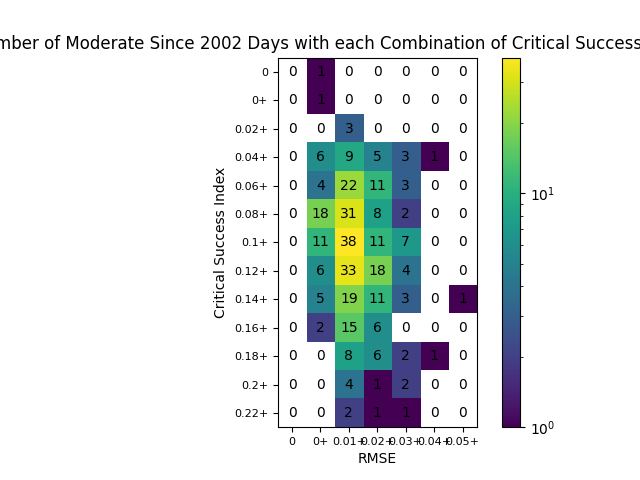 mber of Moderate Since 2002 Days with each Combination of Critical Success
0 0 1 0 0 0 0 0
0+ 0 1 0 0 0 0 0
0.02+ 0 0 3 0 0 0 0
0.04+ 0 6 9 5 3 1 0
0.06+ 0 4 22 11 3 0 0
0.08+ 0 18 31 8 2 0 0
0.1+ 0 11 38 11 7 0 0
0.12+ 0 6 33 18 4 0 0
0.14+ 0 5 19 11 3 0 1
0.16+ 0 2 15 6 0 0 0
0.18+ 0 0 8 6 2 1 0
0.2+ 0 0 4 1 2 0 0
0.22+ 0 0 2 1 1 0 0
0 0+ 0.01+ 0.02+ 0.03+ 0.04+ 0.05+
RMSE
Critical Success Index
10¹
10⁰